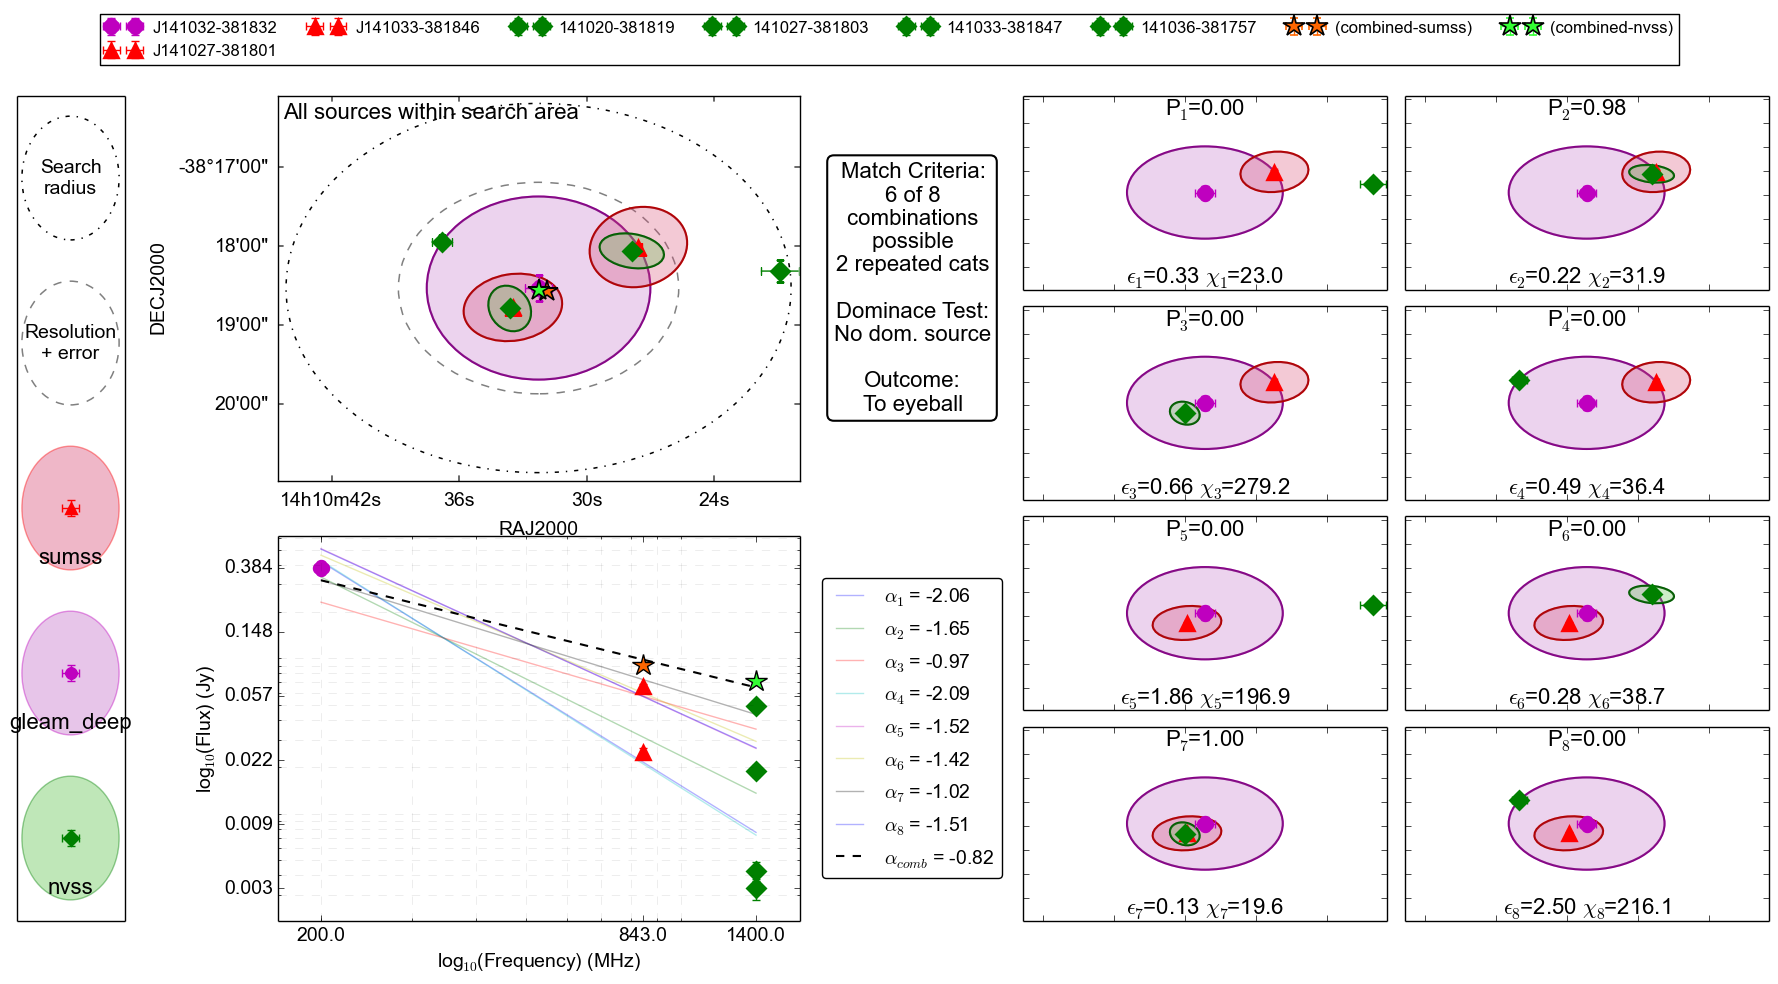 J141032-381832 J141033-381846 141020-381819 141027-381803 141033-381847 141036-381757 (combined-sumss) (combined-nvss)
J141027-381801
Search
radius
Resolution
+ error
sumss
gleam_deep
nvss
All sources within search area
DECJ2000
-38°17'00"
18'00"
19'00"
20'00"
14h10m42s 36s 30s 24s
RAJ2000
Match Criteria:
6 of 8
combinations
possible
2 repeated cats
Dominace Test:
No dom. source
Outcome:
To eyeball
log10(Flux) (Jy)
0.384
0.148
0.057
0.022
0.009
0.003
200.0 843.0 1400.0
log10(Frequency) (MHz)
α1 = -2.06
α2 = -1.65
α3 = -0.97
α4 = -2.09
α5 = -1.52
α6 = -1.42
α7 = -1.02
α8 = -1.51
αcomb = -0.82
P1=0.00
ϵ1=0.33 χ1=23.0
P2=0.98
ϵ2=0.22 χ2=31.9
P3=0.00
ϵ3=0.66 χ3=279.2
P4=0.00
ϵ4=0.49 χ4=36.4
P5=0.00
ϵ5=1.86 χ5=196.9
P6=0.00
ϵ6=0.28 χ6=38.7
P7=1.00
ϵ7=0.13 χ7=19.6
P8=0.00
ϵ8=2.50 χ8=216.1